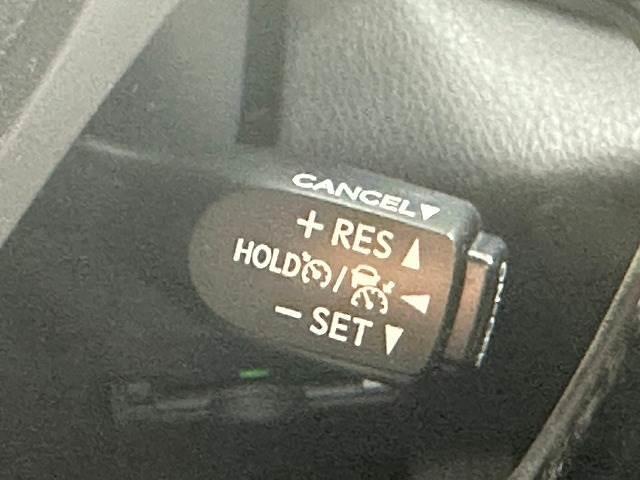 CANCEL▼
+ RES ▲
HOLD / ◀
− SET ▼